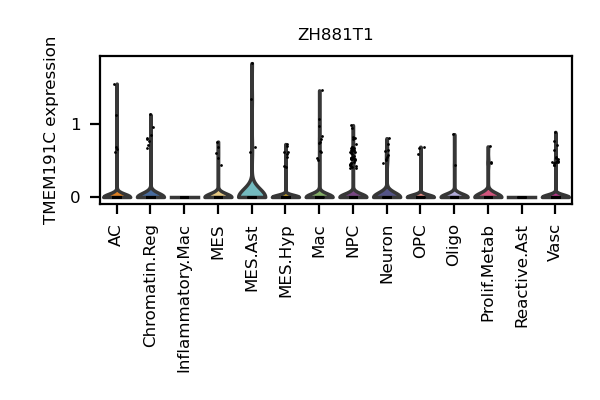 ZH881T1
TMEM191C expression
1
0
AC
Chromatin.Reg
Inflammatory.Mac
MES
MES.Ast
MES.Hyp
Mac
NPC
Neuron
OPC
Oligo
Prolif.Metab
Reactive.Ast
Vasc